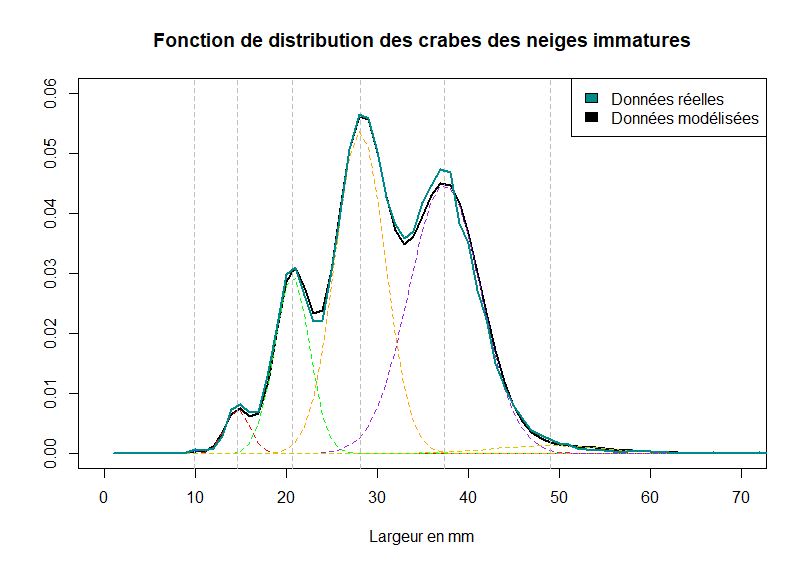 Fonction de distribution des crabes des neiges immatures
Données réelles
Données modélisées
0.06
0.05
0.04
0.03
0.02
0.01
0.00
0 10 20 30 40 50 60 70
Largeur en mm